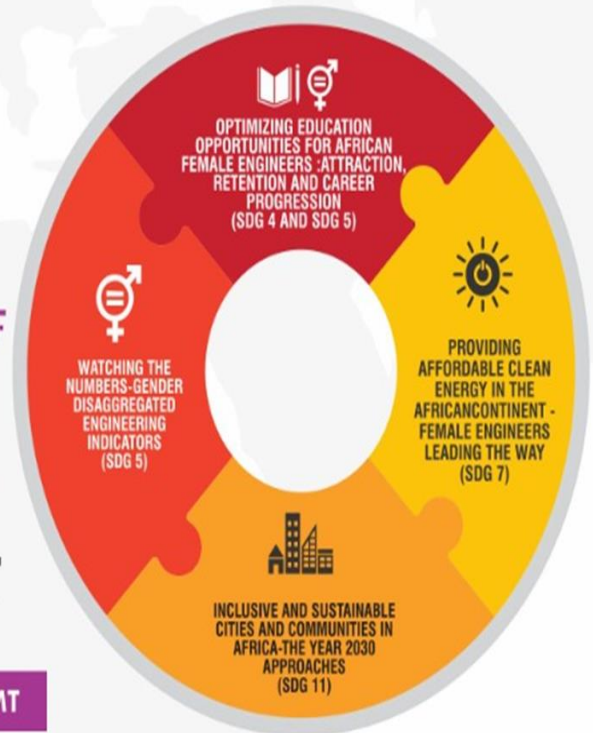 OPTIMIZING EDUCATION
OPPORTUNITIES FOR AFRICAN
FEMALE ENGINEERS :ATTRACTION,
RETENTION AND CAREER
PROGRESSION
(SDG 4 AND SDG 5)
WATCHING THE
NUMBERS-GENDER
DISAGGREGATED
ENGINEERING
INDICATORS
(SDG 5)
PROVIDING
AFFORDABLE CLEAN
ENERGY IN THE
AFRICANCONTINENT -
FEMALE ENGINEERS
LEADING THE WAY
(SDG 7)
INCLUSIVE AND SUSTAINABLE
CITIES AND COMMUNITIES IN
AFRICA-THE YEAR 2030
APPROACHES
(SDG 11)